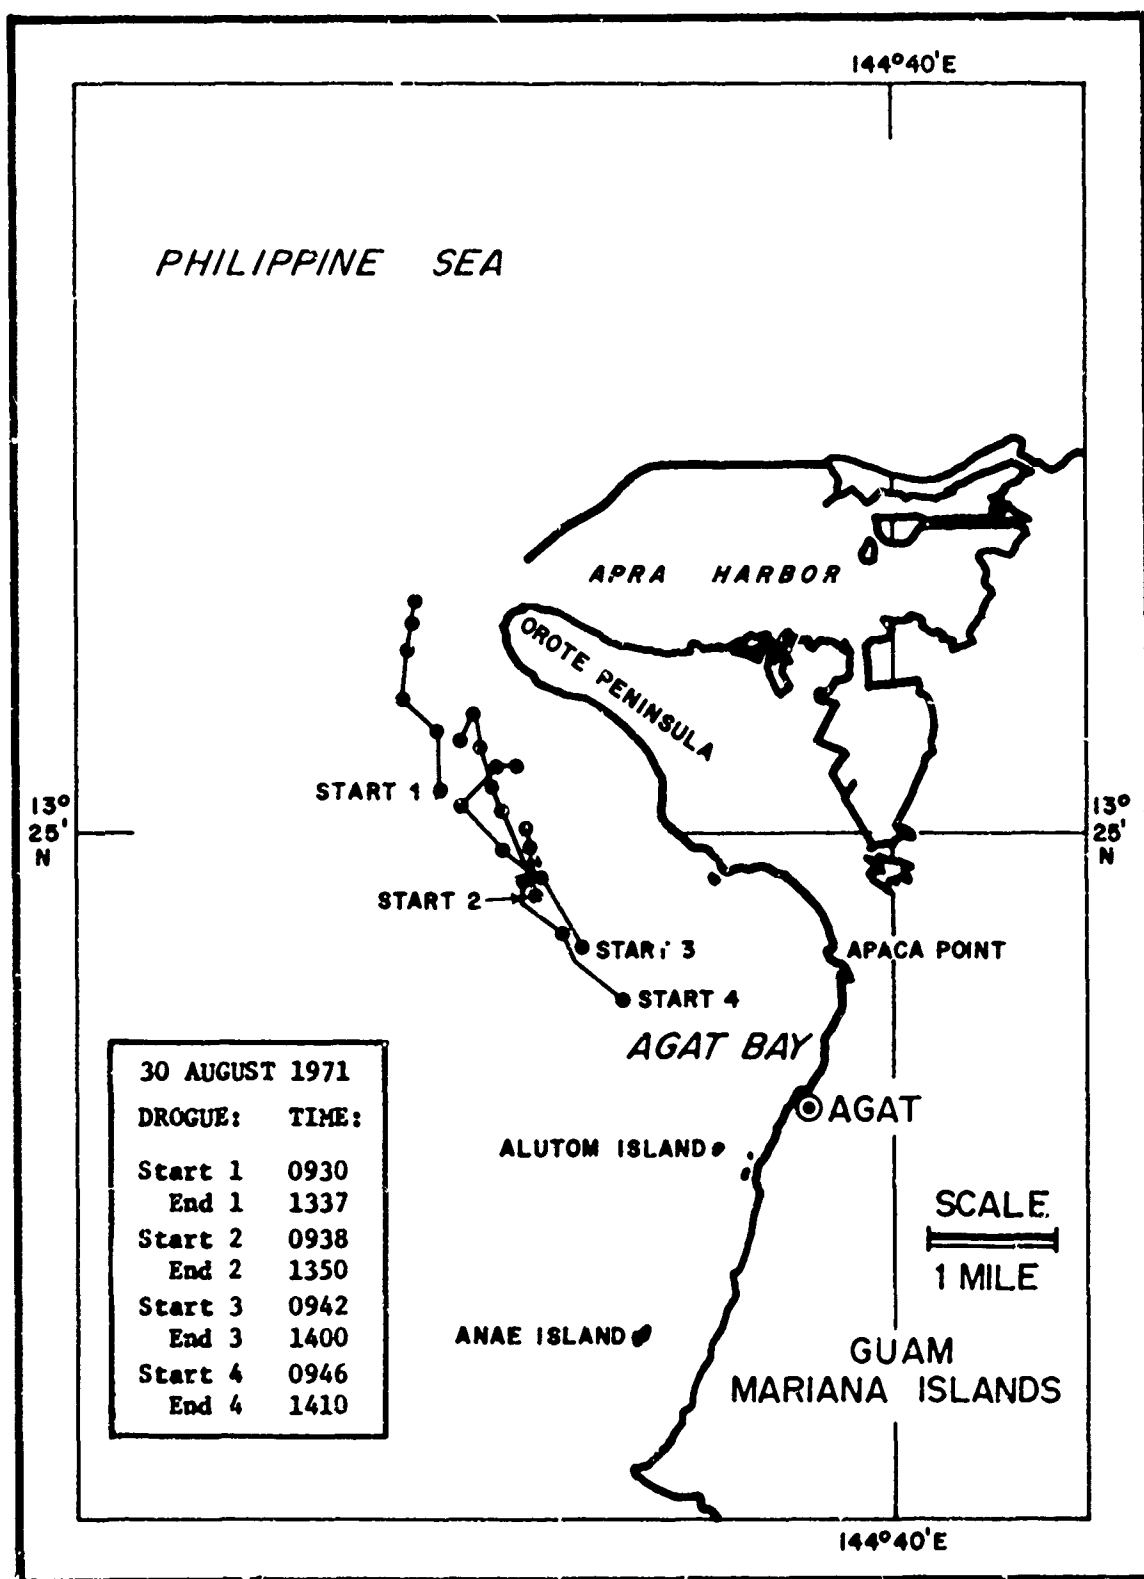 144°40'E
PHILIPPINE SEA
APRA HARBOR
OROTE PENINSULA
START 1
13°
25'
N
13°
25'
N
START 2
START 3
APACA POINT
START 4
AGAT BAY
30 AUGUST 1971
DROGUE: TIME:
Start 1 0930
End 1 1337
Start 2 0938
End 2 1350
Start 3 0942
End 3 1400
Start 4 0946
End 4 1410
AGAT
ALUTOM ISLAND
SCALE
1 MILE
ANAE ISLAND
GUAM
MARIANA ISLANDS
144°40'E